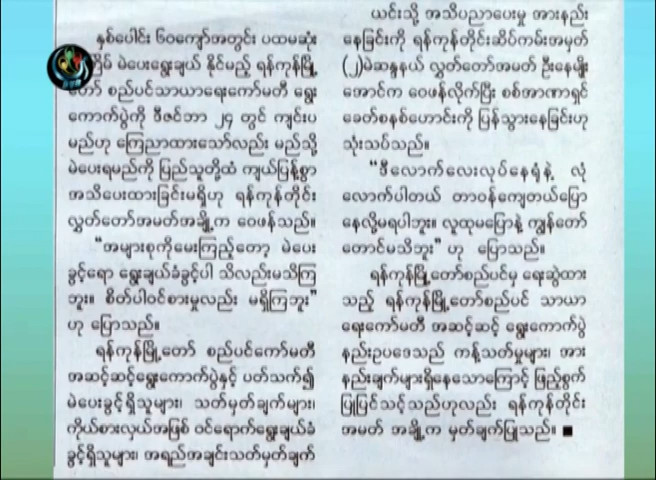 နှစ်ပေါင်း ၆၀ကျော်အတွင်း ပထမဆုံး
မဲပေးရွေးချယ် နိုင်မည့် ရန်ကုန်မြို့
တော် စည်ပင်သာယာရေးကော်မတီ ရွေး
ကောက်ပွဲကို ဒီဇင်ဘာ ၂၄ တွင် ကျင်းပ
မည်ဟု ကြေညာထားသော်လည်း မည်သို့
မဲပေးရမည်ကို ပြည်သူတို့ထံ ကျယ်ပြန့်စွာ
အသိပေးထားခြင်းမရှိဟု ရန်ကုန်တိုင်း
လွှတ်တော်အမတ်အချို့က ဝေဖန်သည်။
“အများစုကိုမေးကြည့်တော့ မဲပေး
ခွင့်ရော ရွေးချယ်ခံခွင့်ပါ သိလည်းမသိကြ
ဘူး။ စိတ်ပါဝင်စားမှုလည်း မရှိကြဘူး”
ဟု ပြောသည်။
ရန်ကုန်မြို့တော် စည်ပင်ကော်မတီ
အဆင့်ဆင့်ရွေးကောက်ပွဲနှင့် ပတ်သက်၍
မဲပေးခွင့်ရှိသူများ၊ သတ်မှတ်ချက်များ၊
ကိုယ်စားလှယ်အဖြစ် ဝင်ရောက်ရွေးချယ်ခံ
ခွင့်ရှိသူများ၊ အရည်အချင်းသတ်မှတ်ချက်
ယင်းသို့ အသိပညာပေးမှု အားနည်း
နေခြင်းကို ရန်ကုန်တိုင်းဆိပ်ကမ်းအမှတ်
(၂)မဲဆန္ဒနယ် လွှတ်တော်အမတ် ဦးနေမျိုး
အောင်က ဝေဖန်လိုက်ပြီး စစ်အာဏာရှင်
ခေတ်စနစ်ဟောင်းကို ပြန်သွားနေခြင်းဟု
သုံးသပ်သည်။
“ဒီလောက်လေးလုပ်နေရုံနဲ့ လုံ
လောက်ပါတယ် တာဝန်ကျေတယ်ပြော
နေလို့မရပါဘူး။ လူထုမပြောနဲ့ ကျွန်တော်
တောင်မသိဘူး” ဟု ပြောသည်။
ရန်ကုန်မြို့တော်စည်ပင်မှ ရေးဆွဲထား
သည့် ရန်ကုန်မြို့တော်စည်ပင် သာယာ
ရေးကော်မတီ အဆင့်ဆင့် ရွေးကောက်ပွဲ
နည်းဥပဒေသည် ကန့်သတ်မှုများ၊ အား
နည်းချက်များရှိနေသောကြောင့် ဖြည့်စွက်
ပြုပြင်သင့်သည်ဟုလည်း ရန်ကုန်တိုင်း
အမတ် အချို့က မှတ်ချက်ပြုသည်။ ■